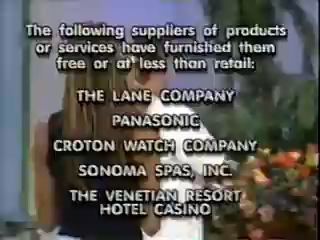 The following suppliers of products
or services have furnished them
free or at less than retail:
THE LANE COMPANY
PANASONIC
CROTON WATCH COMPANY
SONOMA SPAS, INC.
THE VENETIAN RESORT
HOTEL CASINO